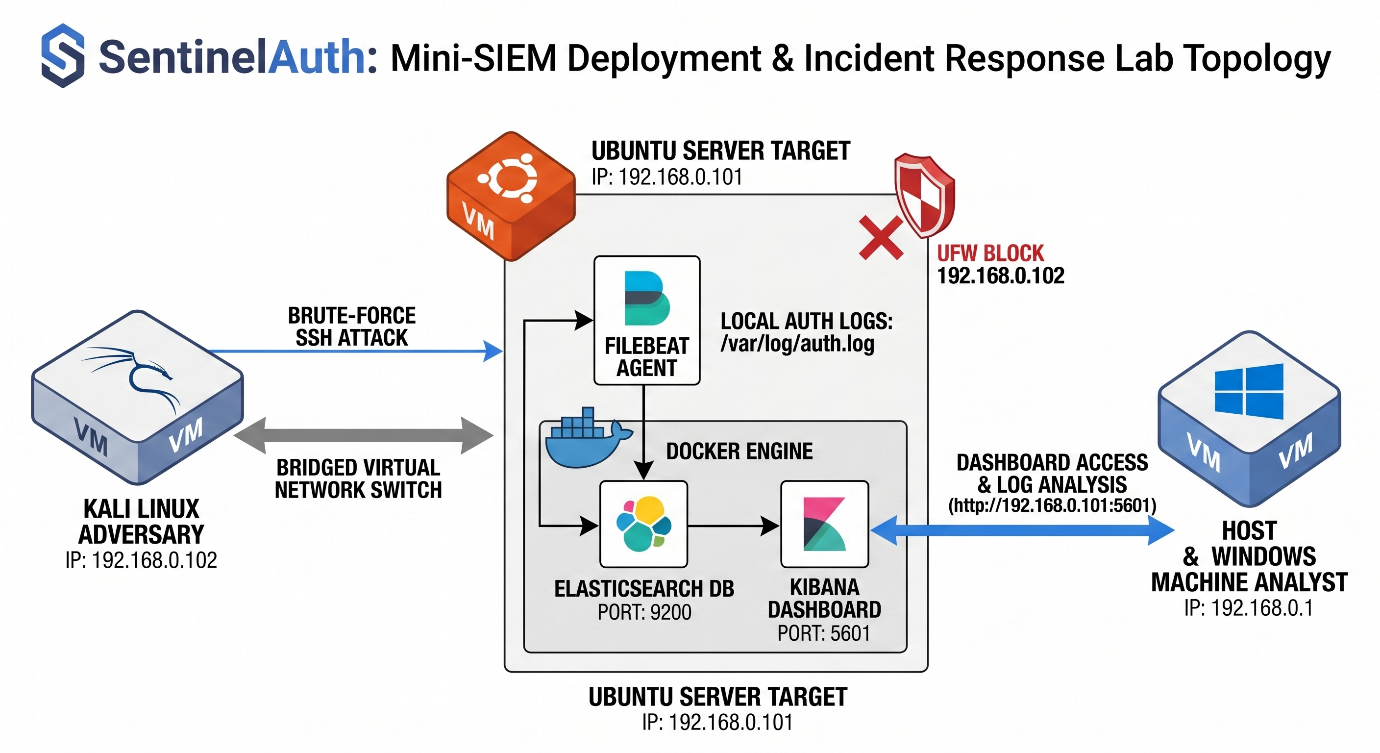 SentinelAuth: Mini-SIEM Deployment & Incident Response Lab Topology
UBUNTU SERVER TARGET
IP: 192.168.0.101
VM
UFW BLOCK
192.168.0.102
BRUTE-FORCE
SSH ATTACK
FILEBEAT
AGENT
LOCAL AUTH LOGS:
/var/log/auth.log
VM VM
BRIDGED VIRTUAL
NETWORK SWITCH
KALI LINUX
ADVERSARY
IP: 192.168.0.102
DOCKER ENGINE
ELASTICSEARCH DB
PORT: 9200
KIBANA
DASHBOARD
PORT: 5601
DASHBOARD ACCESS
& LOG ANALYSIS
(http://192.168.0.101:5601)
VM VM
HOST
& WINDOWS
MACHINE ANALYST
IP: 192.168.0.1
UBUNTU SERVER TARGET
IP: 192.168.0.101